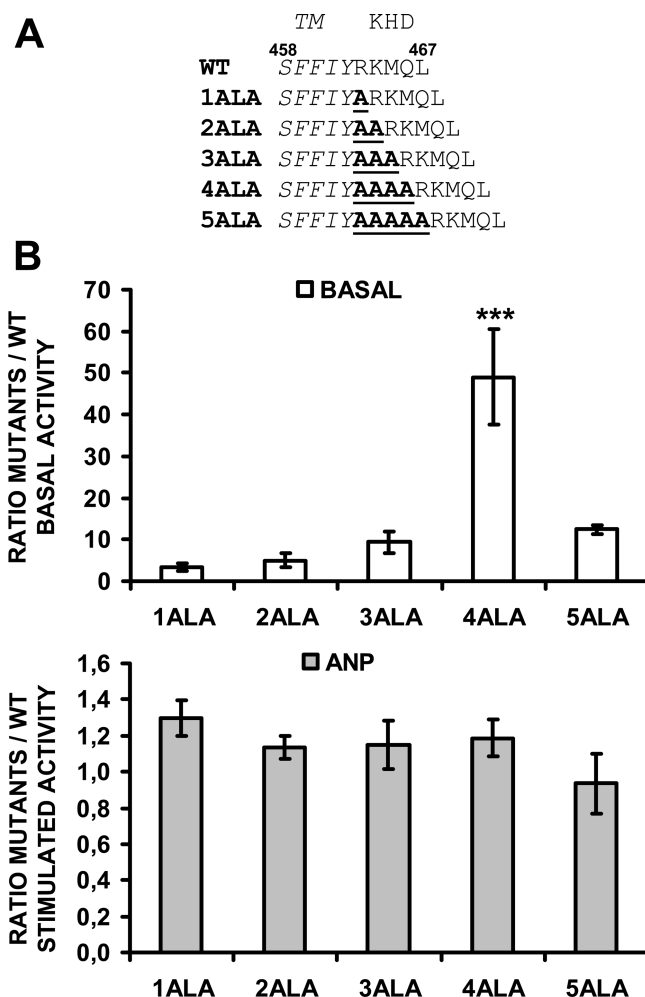 A
TM KHD
458 467
WT SFFIYRKMQL
1ALA SFFIYARKMQL
2ALA SFFIYAARKMQL
3ALA SFFIYAAARKMQL
4ALA SFFIYAAAARKMQL
5ALA SFFIYAAAAARKMQL
B
RATIO MUTANTS / WT
BASAL ACTIVITY
BASAL
***
70
60
50
40
30
20
10
0
1ALA 2ALA 3ALA 4ALA 5ALA
RATIO MUTANTS / WT
STIMULATED ACTIVITY
ANP
1,6
1,4
1,2
1,0
0,8
0,6
0,4
0,2
0,0
1ALA 2ALA 3ALA 4ALA 5ALA